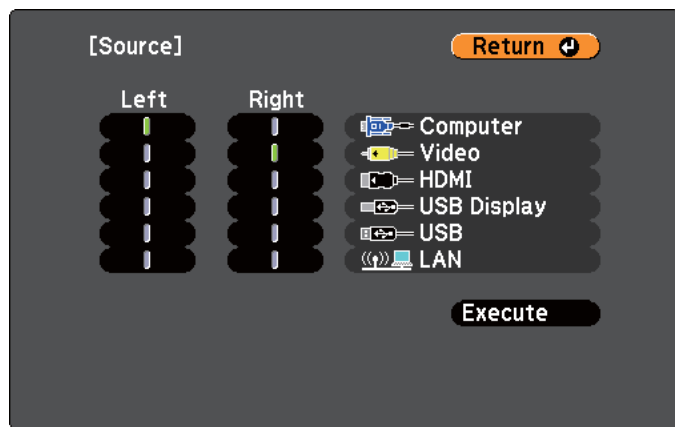 [Source]
Return
Left Right
Computer
Video
HDMI
USB Display
USB
LAN
Execute